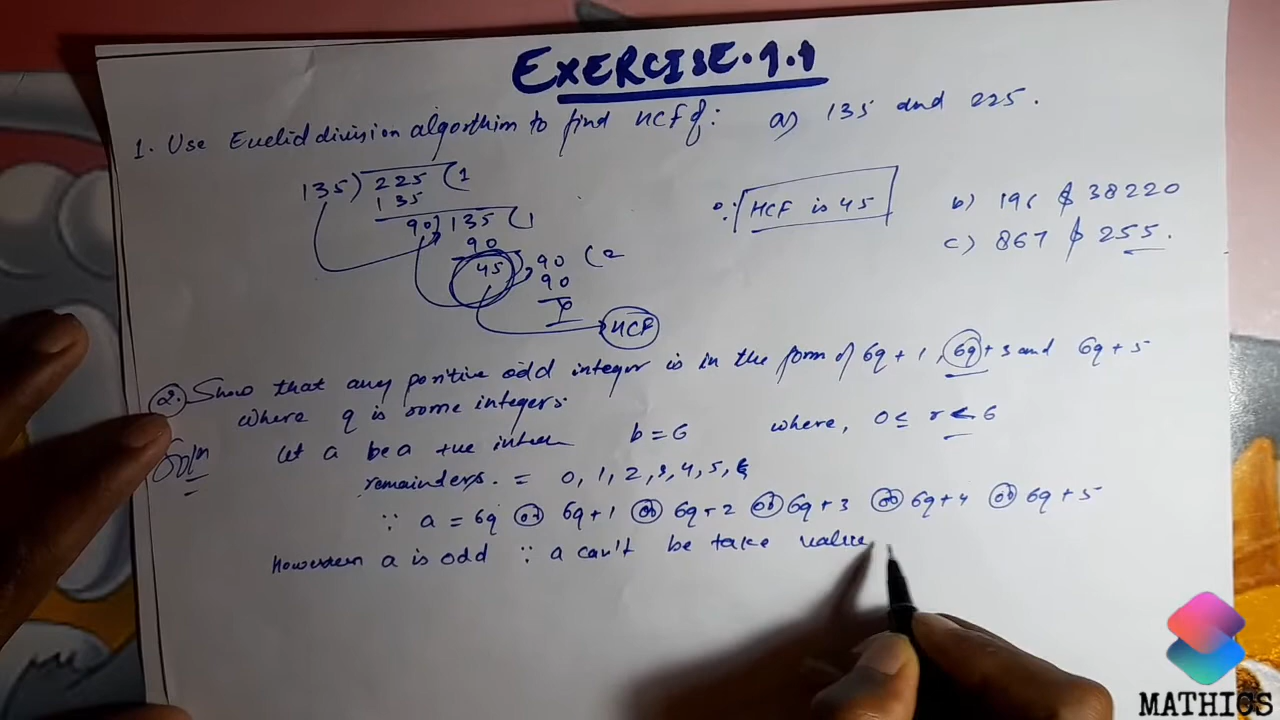 EXERCISE.1.1
1. Use Euclid division algorthim to find HCF of: a) 135 and 225.
135) 225 (1
135
90) 135 (1
90
45) 90 (2
90
0
HCF
∴ HCF is 45
b) 196 & 38220
c) 867 & 255.
2. Show that any positive odd integer is in the form of 6q + 1, 6q + 3 and 6q + 5
where q is some integers.
Soln
let a be a +ve b = 6 where, 0 ≤ r < 6
remainders. = 0, 1, 2, 3, 4, 5,
∵ a = 6q or 6q + 1 or 6q + 2 or 6q + 3 or 6q + 4 or 6q + 5
a is odd ∵ a can't be take value
MATHICS